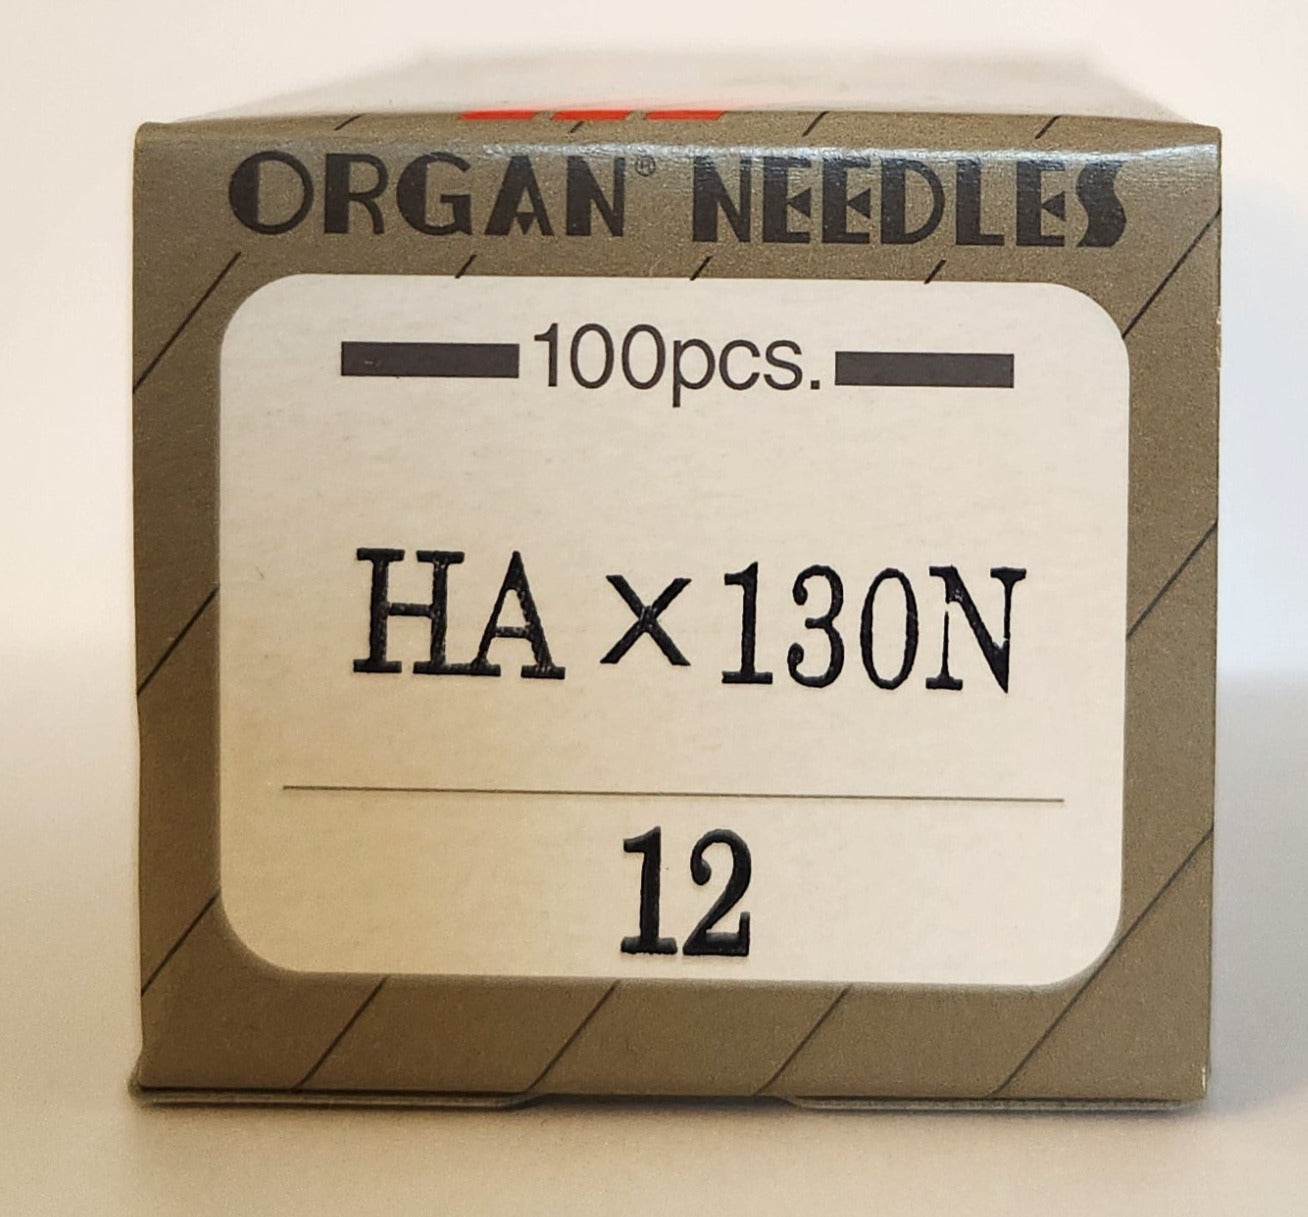 ORGAN® NEEDLES
100pcs.
HA×130N
12